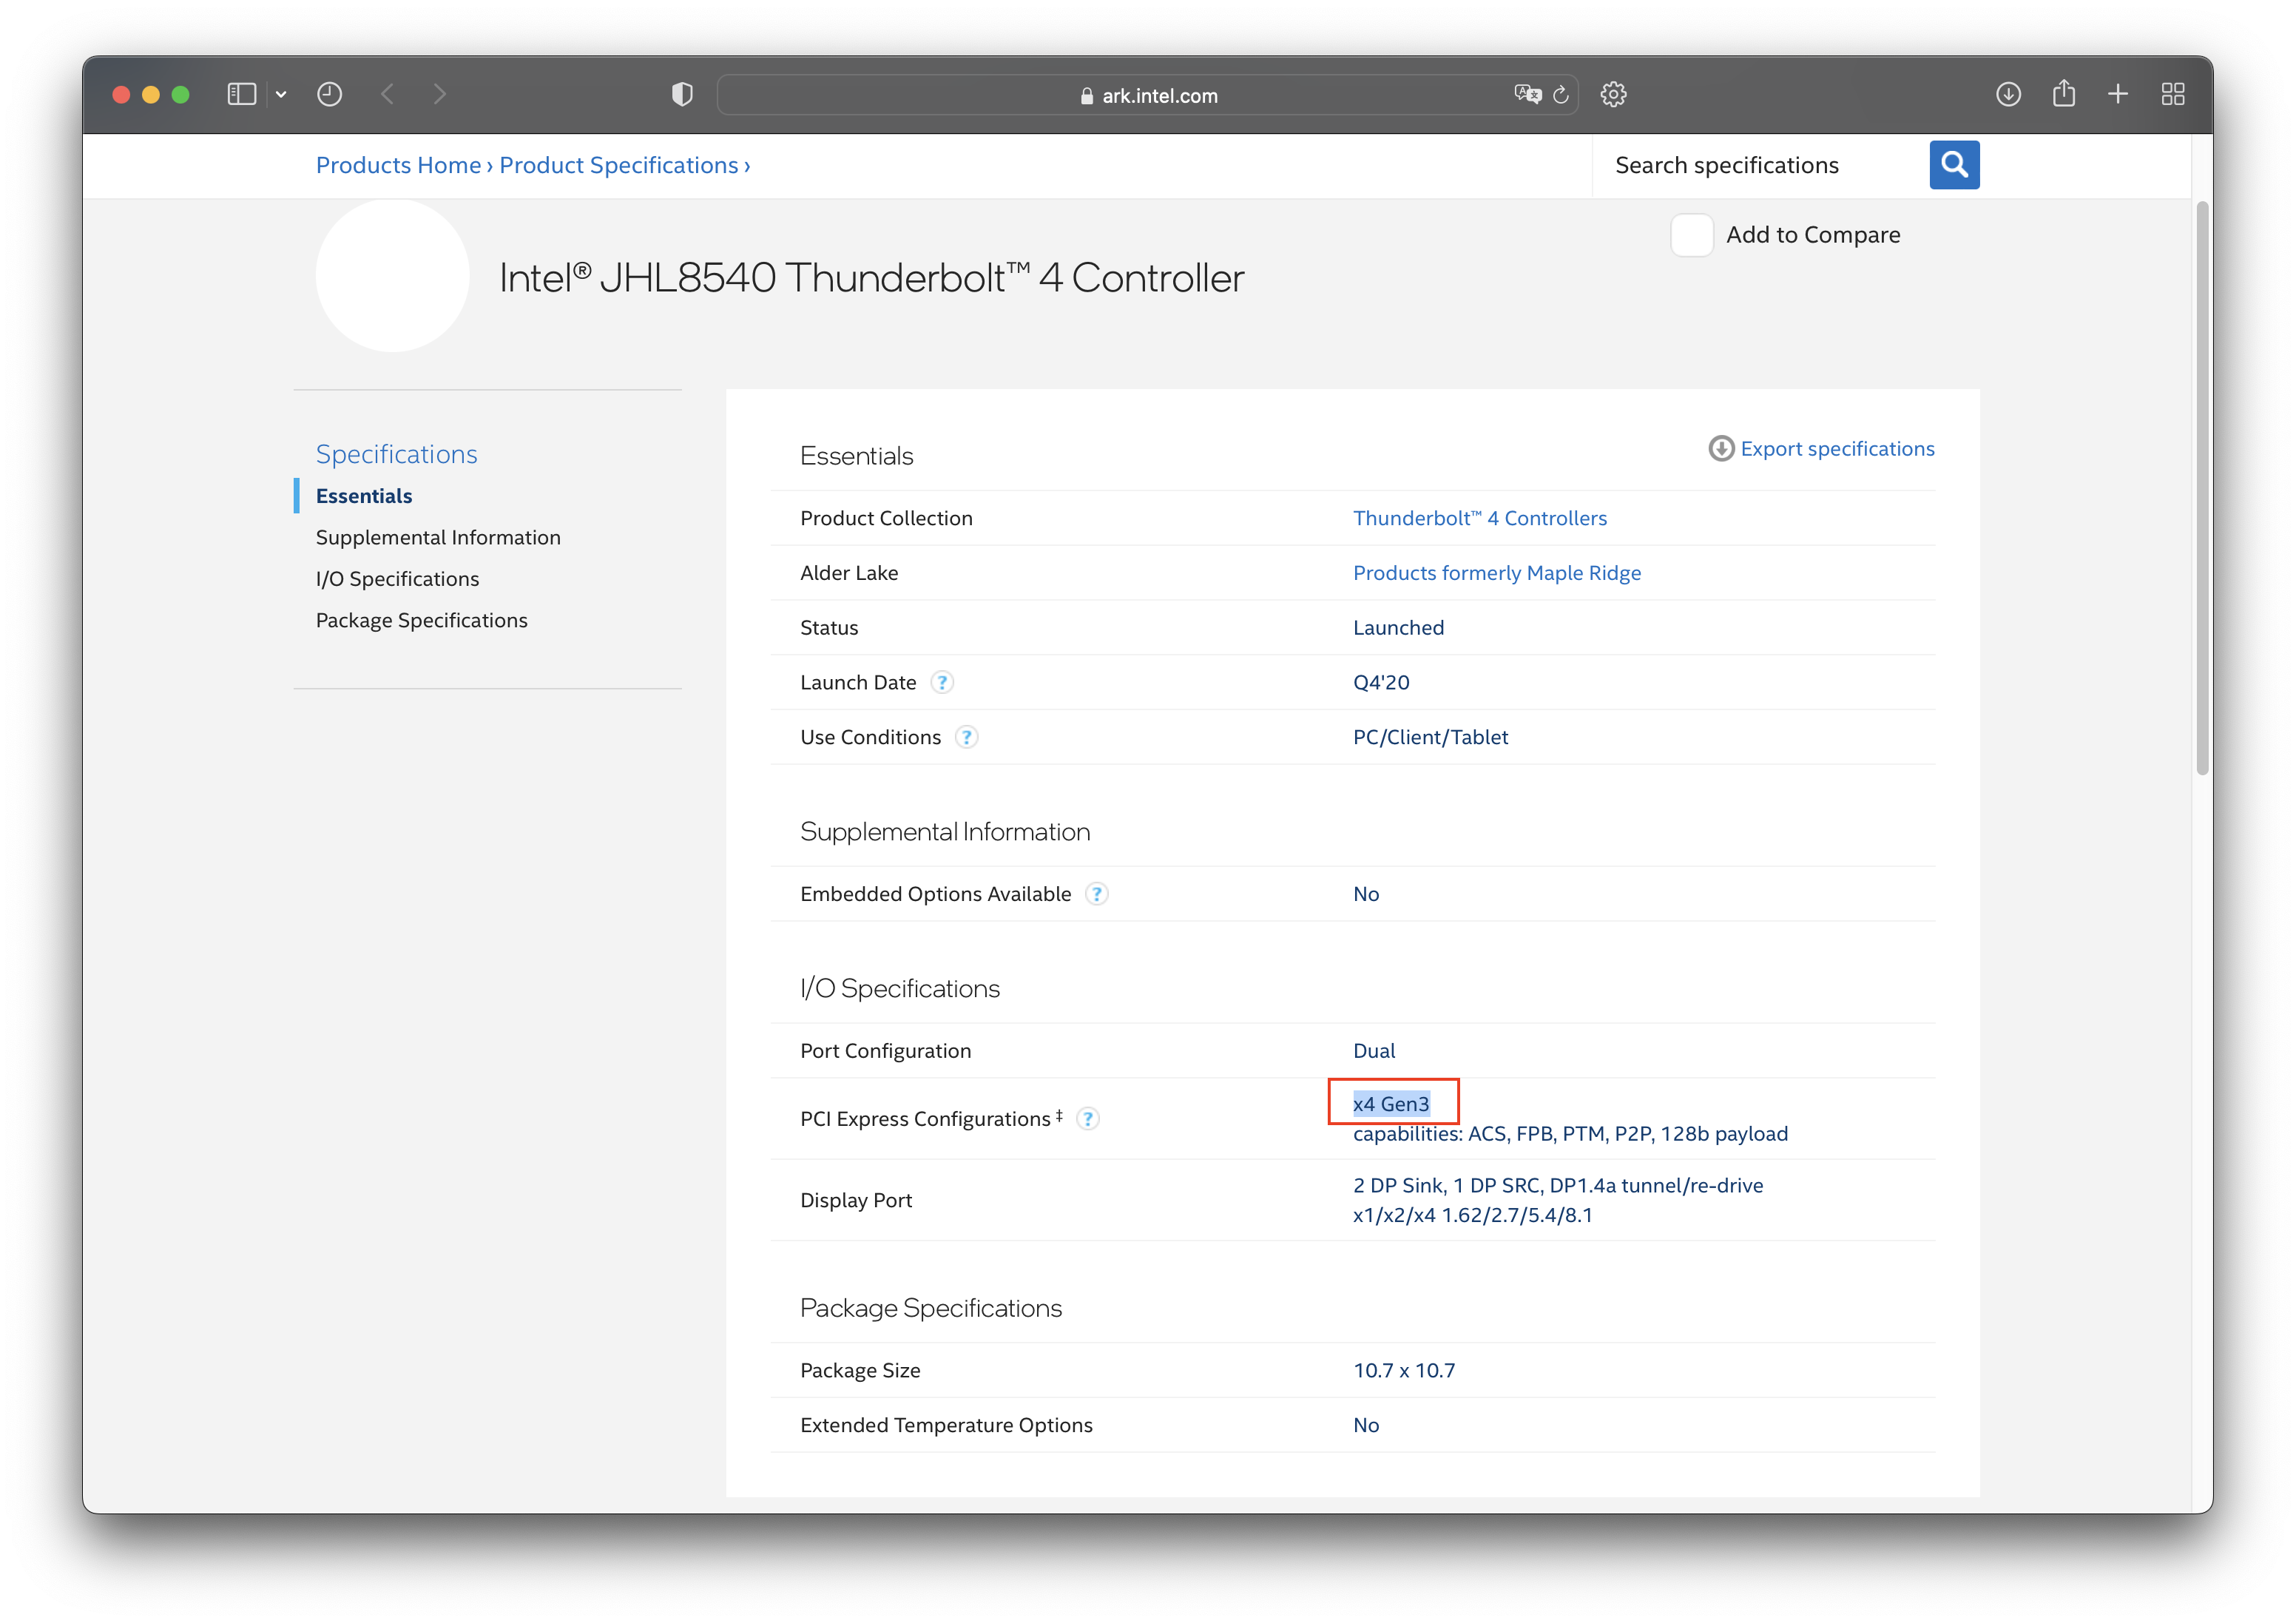 ark.intel.com
Products Home › Product Specifications ›
Search specifications
Add to Compare
Intel® JHL8540 Thunderbolt™ 4 Controller
Specifications
Essentials
Supplemental Information
I/O Specifications
Package Specifications
Essentials
Export specifications
Product Collection
Thunderbolt™ 4 Controllers
Alder Lake
Products formerly Maple Ridge
Status
Launched
Launch Date ?
Q4'20
Use Conditions ?
PC/Client/Tablet
Supplemental Information
Embedded Options Available ?
No
I/O Specifications
Port Configuration
Dual
PCI Express Configurations ‡ ?
x4 Gen3
capabilities: ACS, FPB, PTM, P2P, 128b payload
Display Port
2 DP Sink, 1 DP SRC, DP1.4a tunnel/re-drive
x1/x2/x4 1.62/2.7/5.4/8.1
Package Specifications
Package Size
10.7 x 10.7
Extended Temperature Options
No